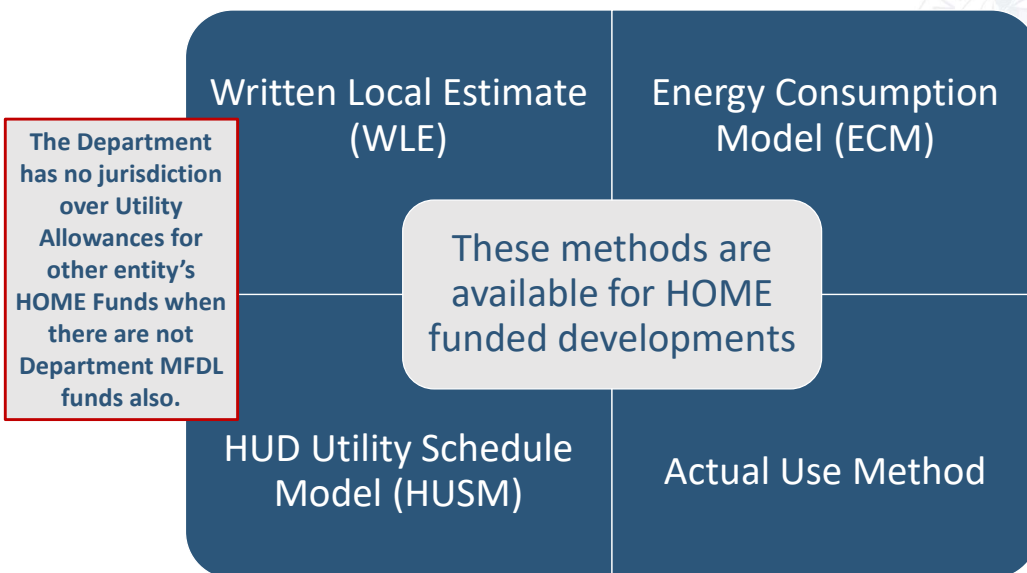 Written Local Estimate
(WLE)
Energy Consumption
Model (ECM)
The Department
has no jurisdiction
over Utility
Allowances for
other entity’s
HOME Funds when
there are not
Department MFDL
funds also.
These methods are
available for HOME
funded developments
HUD Utility Schedule
Model (HUSM)
Actual Use Method